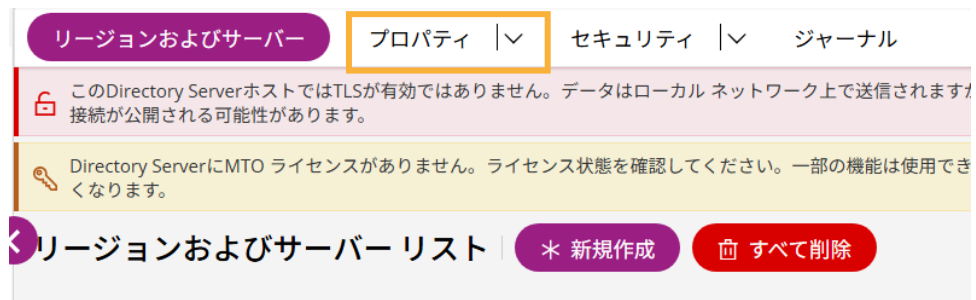 リージョンおよびサーバー プロパティ セキュリティ ジャーナル
このDirectory ServerホストではTLSが有効ではありません。データはローカル ネットワーク上で送信されますが
接続が公開される可能性があります。
Directory ServerにMTO ライセンスがありません。ライセンス状態を確認してください。一部の機能は使用でき
くなります。
リージョンおよびサーバー リスト 新規作成 すべて削除